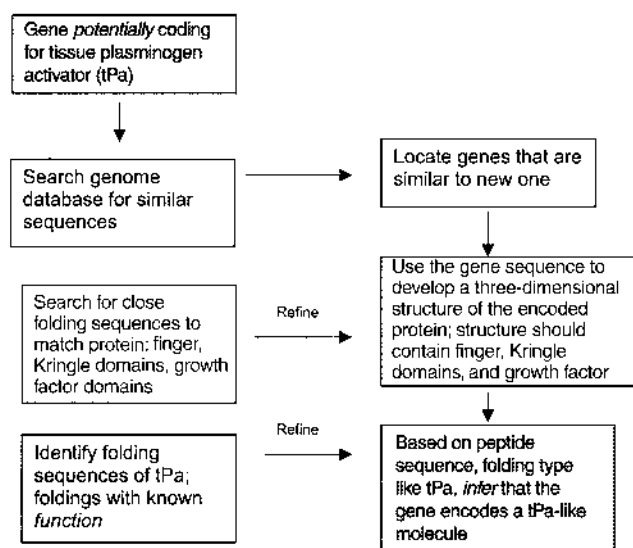 Gene potentially coding
for tissue plasminogen
activator (tPa)
Search genome
database for similar
sequences
Locate genes that are
similar to new one
Search for close
folding sequences to
match protein: finger,
Kringle domains, growth
factor domains
Refine
Use the gene sequence to
develop a three-dimensional
structure of the encoded
protein; structure should
contain finger, Kringle
domains, and growth factor
Identify folding
sequences of tPa;
foldings with known
function
Refine
Based on peptide
sequence, folding type
like tPa, infer that the
gene encodes a tPa-like
molecule